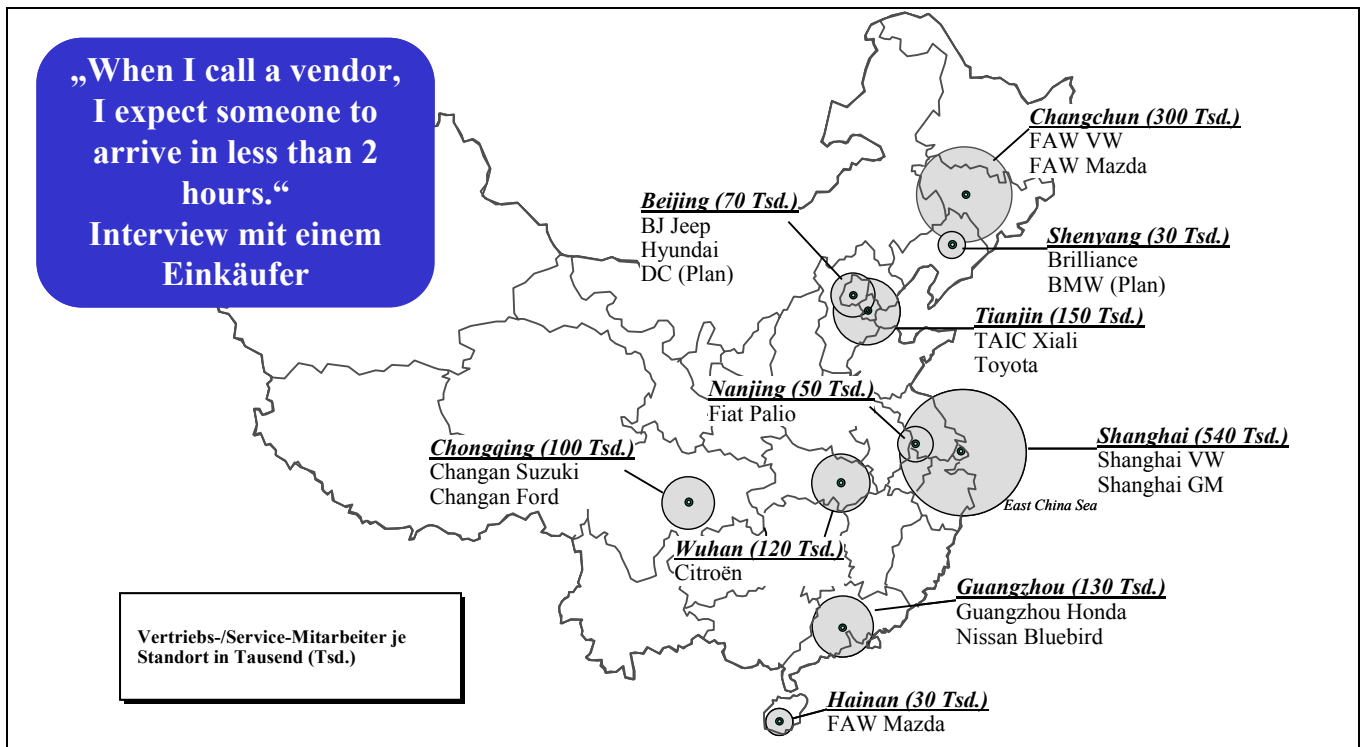 „When I call a vendor,
I expect someone to
arrive in less than 2
hours.“
Interview mit einem
Einkäufer
Changchun (300 Tsd.)
FAW VW
FAW Mazda
Beijing (70 Tsd.)
BJ Jeep
Hyundai
DC (Plan)
Shenyang (30 Tsd.)
Brilliance
BMW (Plan)
Tianjin (150 Tsd.)
TAIC Xiali
Toyota
Nanjing (50 Tsd.)
Fiat Palio
Shanghai (540 Tsd.)
Shanghai VW
Shanghai GM
East China Sea
Chongqing (100 Tsd.)
Changan Suzuki
Changan Ford
Wuhan (120 Tsd.)
Citroën
Guangzhou (130 Tsd.)
Guangzhou Honda
Nissan Bluebird
Vertriebs-/Service-Mitarbeiter je
Standort in Tausend (Tsd.)
Hainan (30 Tsd.)
FAW Mazda